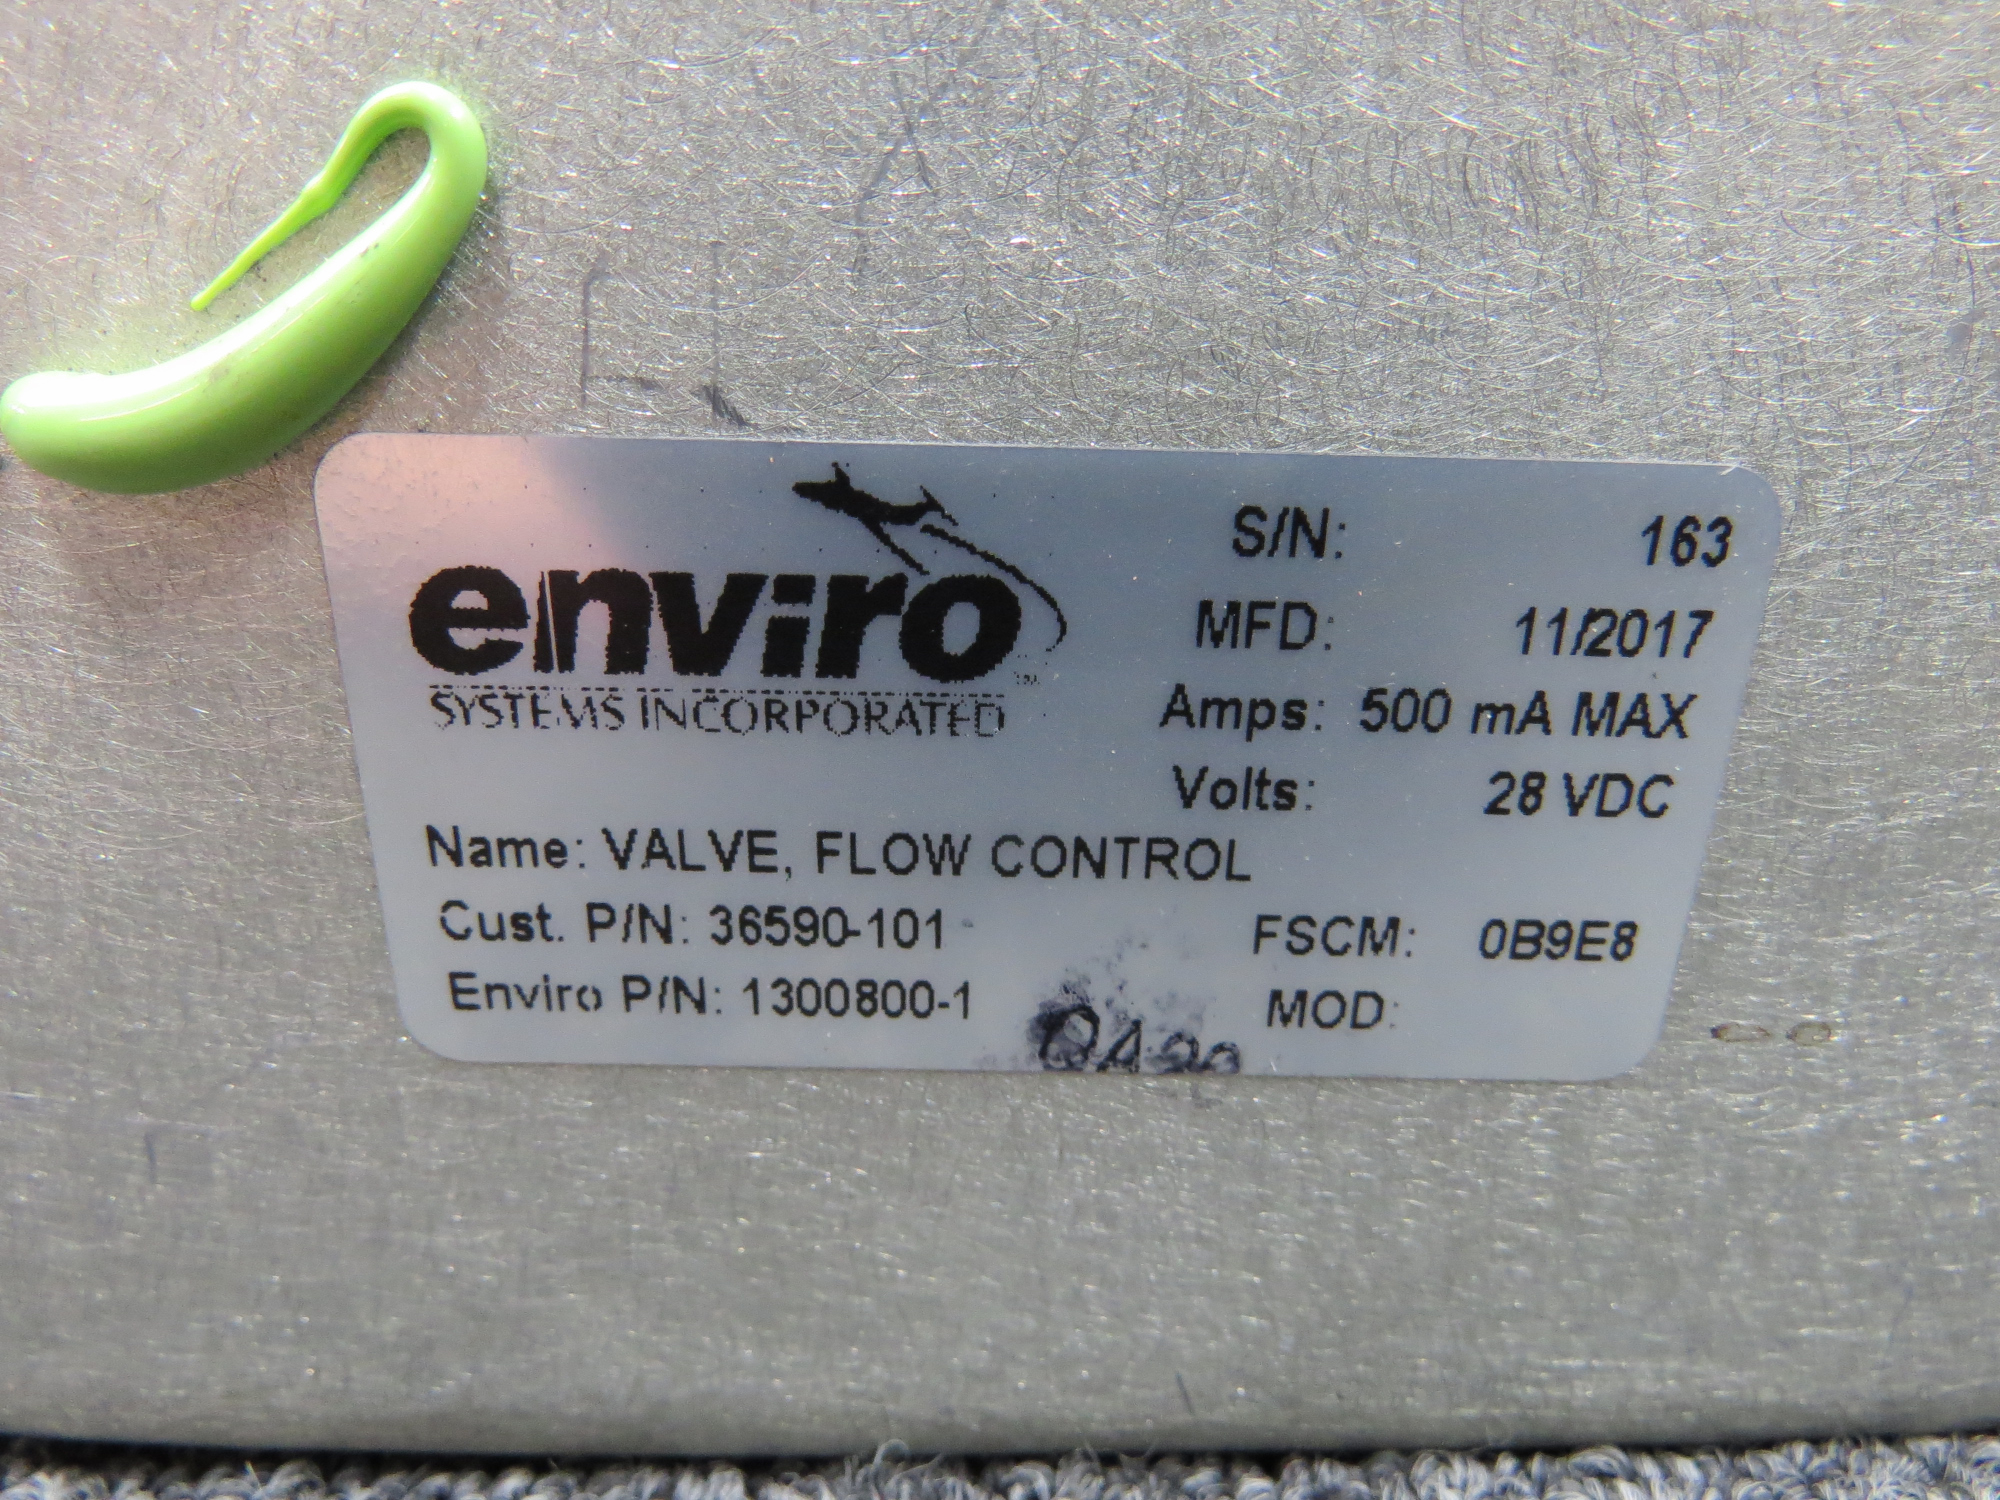 enviro
SYSTEMS INCORPORATED
S/N: 163
MFD: 11/2017
Amps: 500 mA MAX
Volts: 28 VDC
Name: VALVE, FLOW CONTROL
Cust. P/N: 36590-101
FSCM: 0B9E8
Enviro P/N: 1300800-1
MOD: